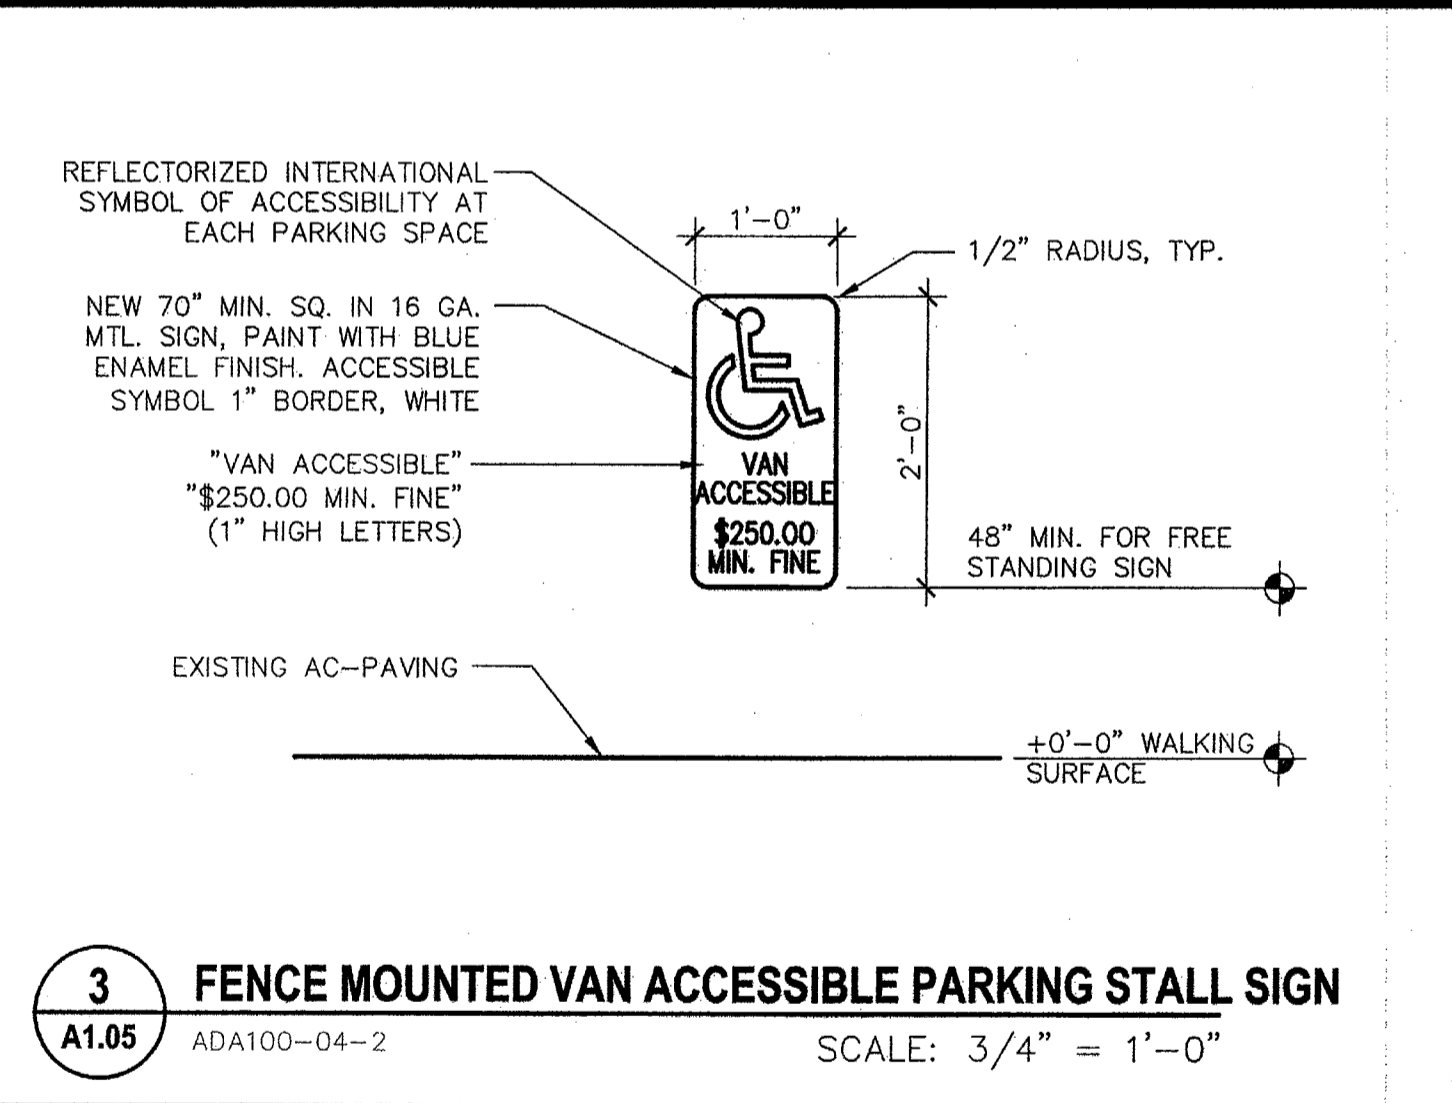 REFLECTORIZED INTERNATIONAL
SYMBOL OF ACCESSIBILITY AT
EACH PARKING SPACE
1'-0"
1/2" RADIUS, TYP.
NEW 70" MIN. SQ. IN 16 GA.
MTL. SIGN, PAINT WITH BLUE
ENAMEL FINISH. ACCESSIBLE
SYMBOL 1" BORDER, WHITE
2'-0"
"VAN ACCESSIBLE"
"$250.00 MIN. FINE"
(1" HIGH LETTERS)
VAN
ACCESSIBLE
$250.00
MIN. FINE
48" MIN. FOR FREE
STANDING SIGN
EXISTING AC-PAVING
+0'-0" WALKING
SURFACE
3
A1.05
FENCE MOUNTED VAN ACCESSIBLE PARKING STALL SIGN
ADA100-04-2
SCALE: 3/4" = 1'-0"